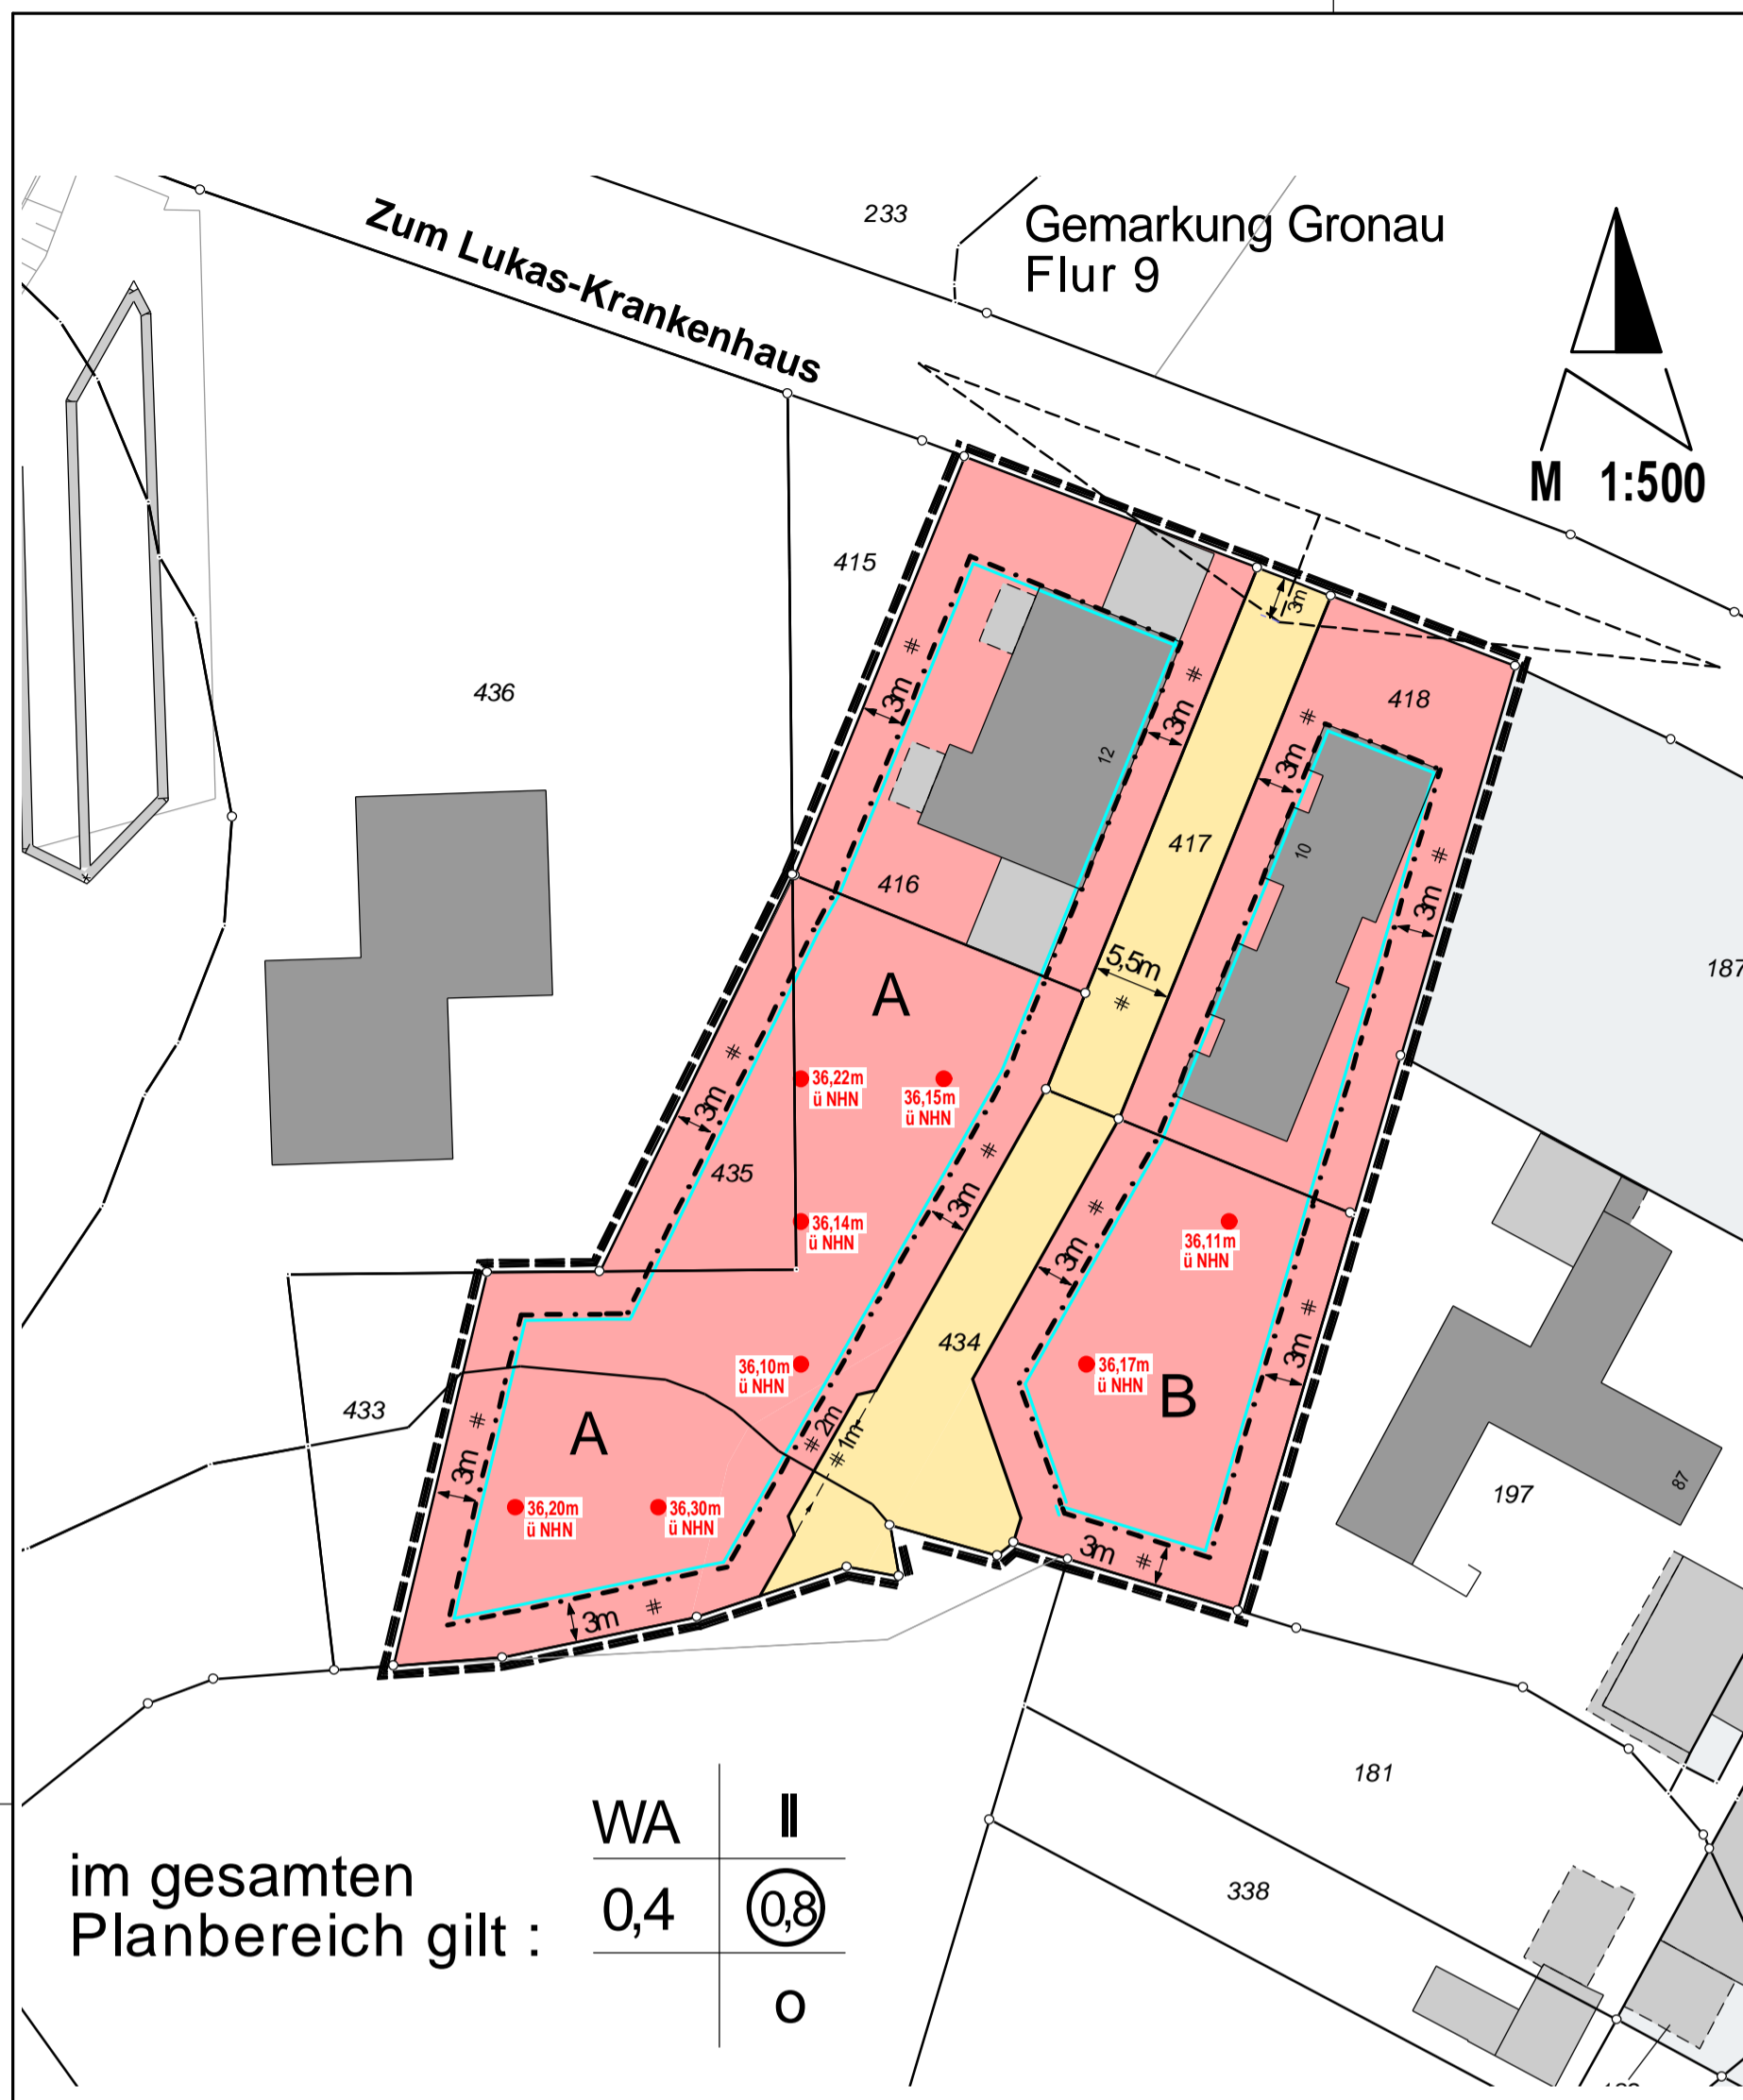 233
Gemarkung Gronau
Flur 9
Zum Lukas-Krankenhaus
M 1:500
415
3m
436
#
#
418
3m
3m
#
3m
12
417
10
#
416
3m
187
5,5m
A
#
#
36,22m
ü NHN
36,15m
ü NHN
3m
#
435
3m
#
36,14m
ü NHN
36,11m
ü NHN
3m
#
434
3m
36,10m
ü NHN
36,17m
ü NHN
B
433
A
#
# 2m
# 1m
3m
87
197
36,20m
ü NHN
36,30m
ü NHN
3m #
3m #
181
WA
II
im gesamten
Planbereich gilt :
0,4
0,8
o
338